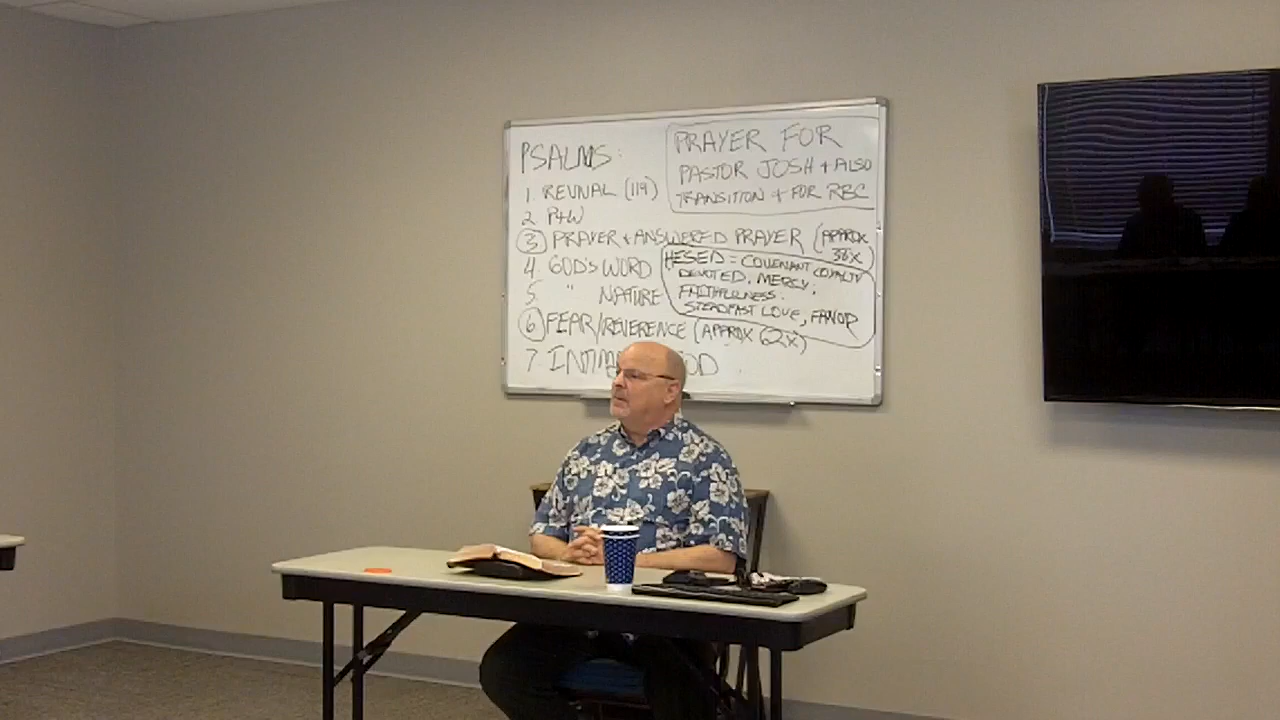 PSALMS:
1. REVIVAL (119)
2 P+W
3 PRAYER + ANSWERED PRAYER (APPROX 36X)
4. GOD'S WORD
5. " NATURE
6 FEAR/REVERENCE (APPROX 62X)
7. INTIM OD
PRAYER FOR
PASTOR JOSH + ALSO
TRANSITION + FOR RBC
HESED = COVENANT LOYALTY
DEVOTED, MERCY,
FAITHFULNESS.
STEADFAST LOVE, FAVOR